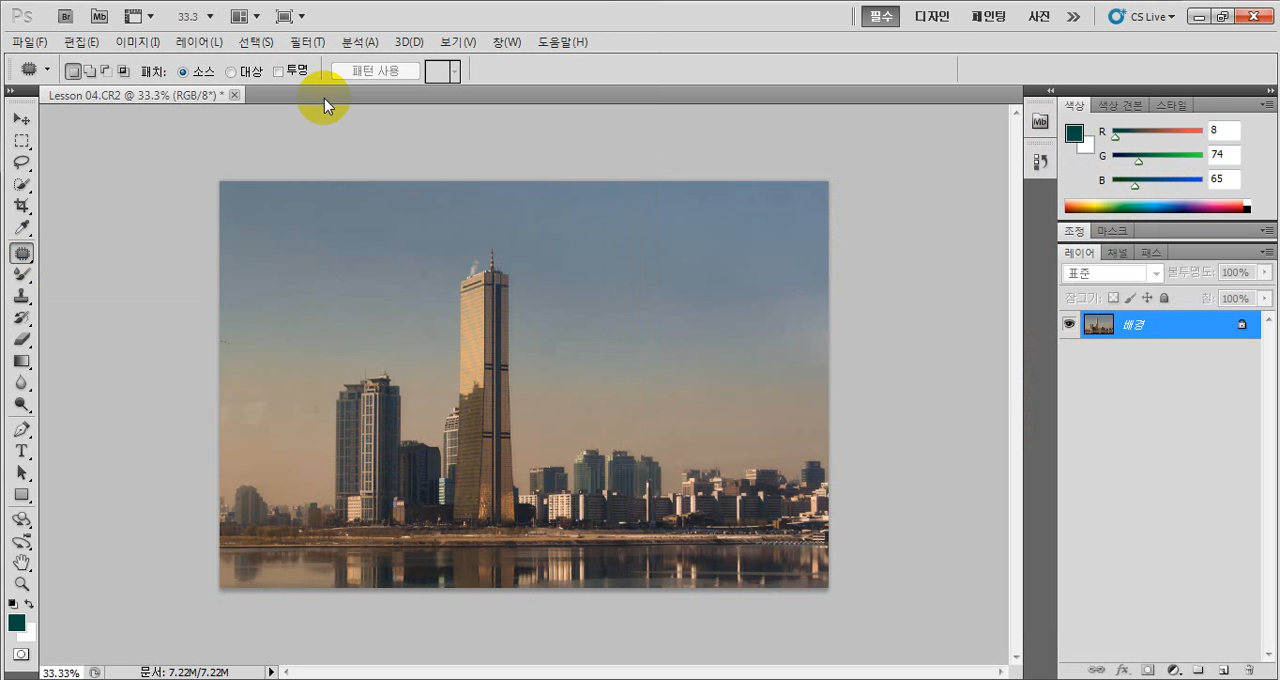 Ps Br Mb 33.3 필수 디자인 페인팅 사진 CS Live
파일(F) 편집(E) 이미지(I) 레이어(L) 선택(S) 필터(T) 분석(A) 3D(D) 보기(V) 창(W) 도움말(H)
패치: 소스 대상 투명 패턴 사용
Lesson 04.CR2 @ 33.3% (RGB/8*) *
색상 색상 견본 스타일
Mb
R 8
G 74
B 65
조정 마스크
레이어 채널 패스
표준 불투명도: 100%
잠그기: 칠: 100%
배경
T
33.33% 문서: 7.22M/7.22M
fx